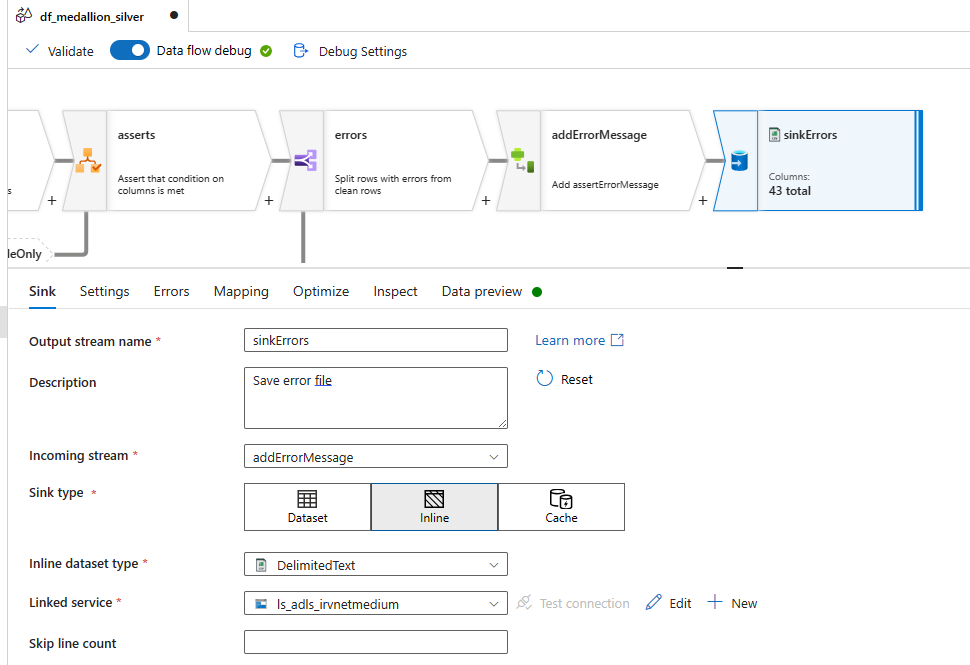 df_medallion_silver
Validate
Data flow debug
Debug Settings
asserts
Assert that condition on
columns is met
errors
Split rows with errors from
clean rows
addErrorMessage
Add assertErrorMessage
sinkErrors
Columns:
43 total
s
+
+
+
+
leOnly
Sink
Settings
Errors
Mapping
Optimize
Inspect
Data preview
Output stream name *
sinkErrors
Learn more
Description
Save error file
Reset
Incoming stream *
addErrorMessage
Sink type *
Dataset
Inline
Cache
Inline dataset type *
DelimitedText
Linked service *
ls_adls_irvnetmedium
Test connection
Edit
New
Skip line count